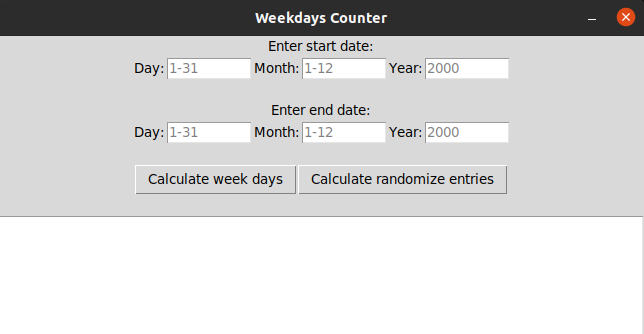 Weekdays Counter
Enter start date:
Day: 1-31 Month: 1-12 Year: 2000
Enter end date:
Day: 1-31 Month: 1-12 Year: 2000
Calculate week days Calculate randomize entries